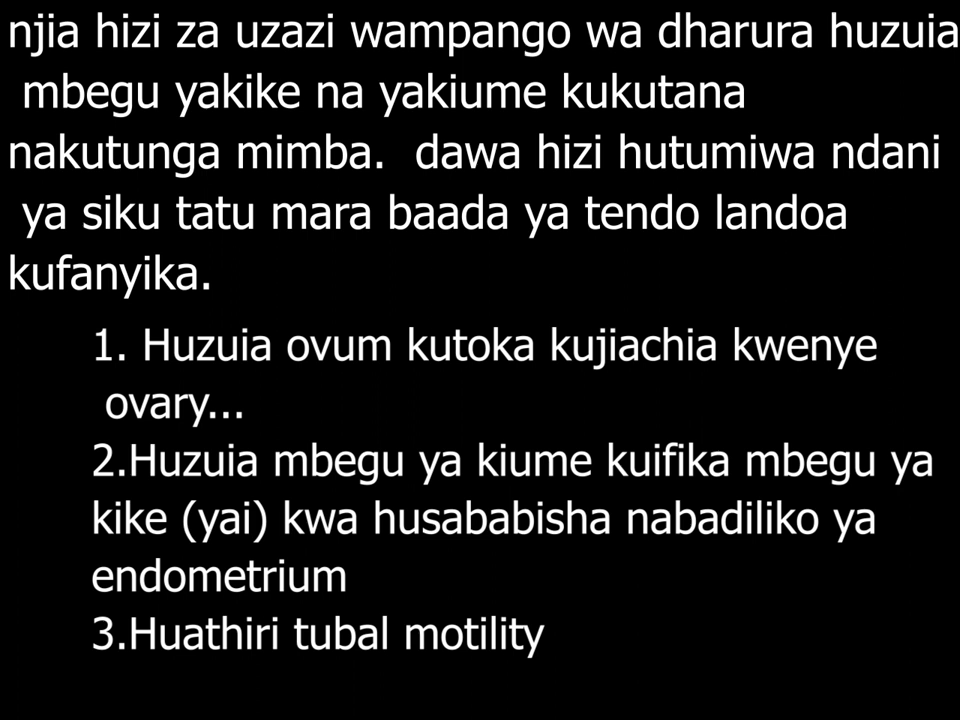 njia hizi za uzazi wampango wa dharura huzuia
mbegu yakike na yakiume kukutana
nakutunga mimba. dawa hizi hutumiwa ndani
ya siku tatu mara baada ya tendo landoa
kufanyika.
1. Huzuia ovum kutoka kujiachia kwenye
ovary...
2.Huzuia mbegu ya kiume kuifika mbegu ya
kike (yai) kwa husababisha nabadiliko ya
endometrium
3.Huathiri tubal motility